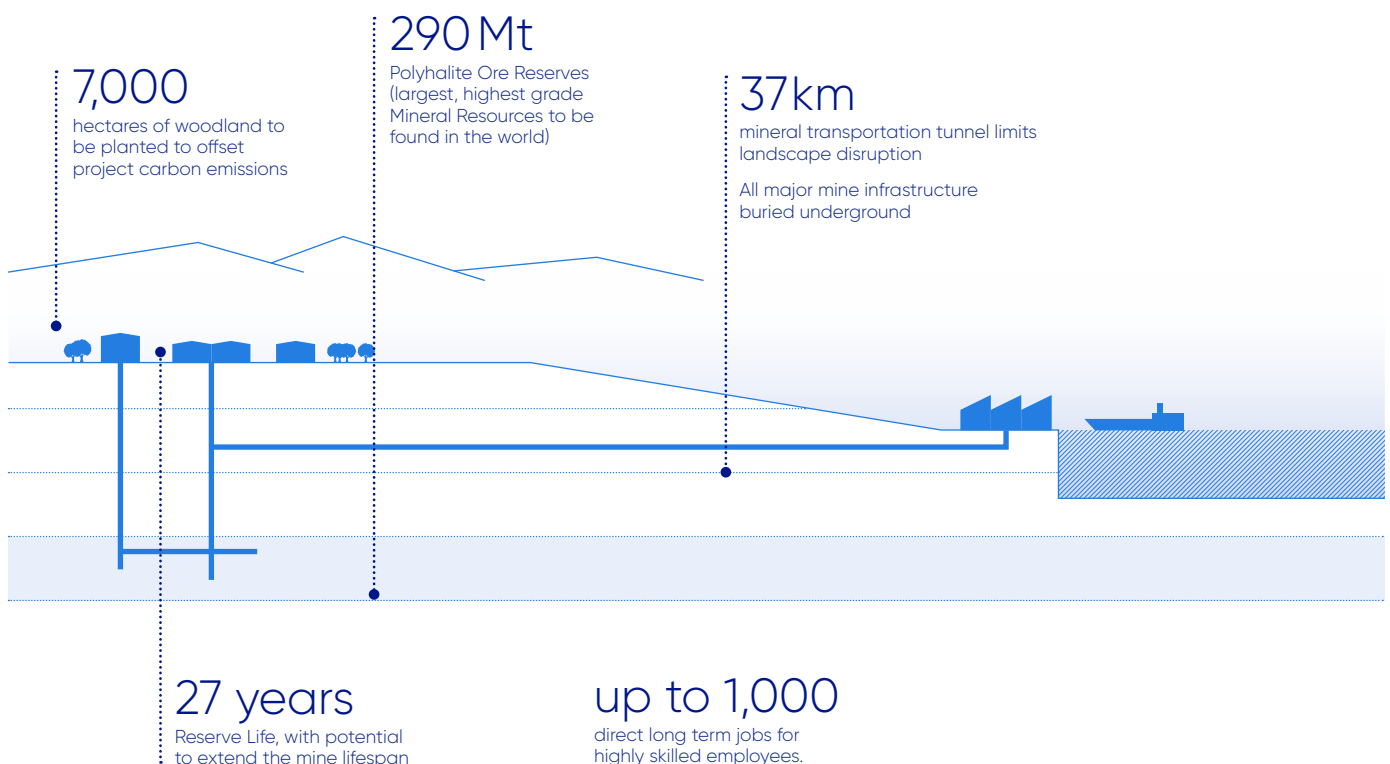 7,000
hectares of woodland to
be planted to offset
project carbon emissions
290 Mt
Polyhalite Ore Reserves
(largest, highest grade
Mineral Resources to be
found in the world)
37km
mineral transportation tunnel limits
landscape disruption
All major mine infrastructure
buried underground
27 years
Reserve Life, with potential
to extend the mine lifespan
up to 1,000
direct long term jobs for
highly skilled employees.